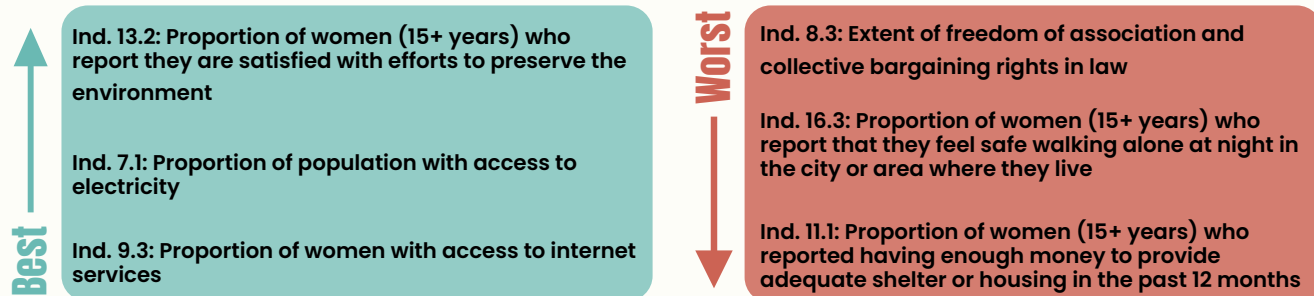 Best
Ind. 13.2: Proportion of women (15+ years) who
report they are satisfied with efforts to preserve the
environment
Ind. 7.1: Proportion of population with access to
electricity
Ind. 9.3: Proportion of women with access to internet
services
Worst
Ind. 8.3: Extent of freedom of association and
collective bargaining rights in law
Ind. 16.3: Proportion of women (15+ years) who
report that they feel safe walking alone at night in
the city or area where they live
Ind. 11.1: Proportion of women (15+ years) who
reported having enough money to provide
adequate shelter or housing in the past 12 months